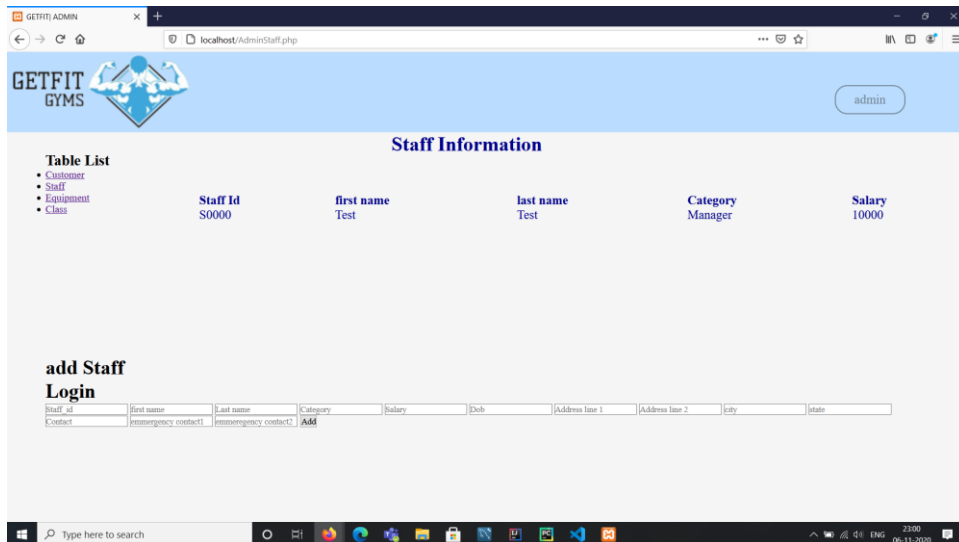 GETFIT| ADMIN
localhost/AdminStaff.php
GETFIT
GYMS
admin
Staff Information
Table List
Customer
Staff
Equipment
Class
Staff Id first name last name Category Salary
S0000 Test Test Manager 10000
add Staff
Login
Staff_id first name Last name Category Salary Dob Address line 1 Address line 2 city state
Contact emmergency contact1 emmeregency contact2 Add
Type here to search
ENG
23:00
06-11-2020